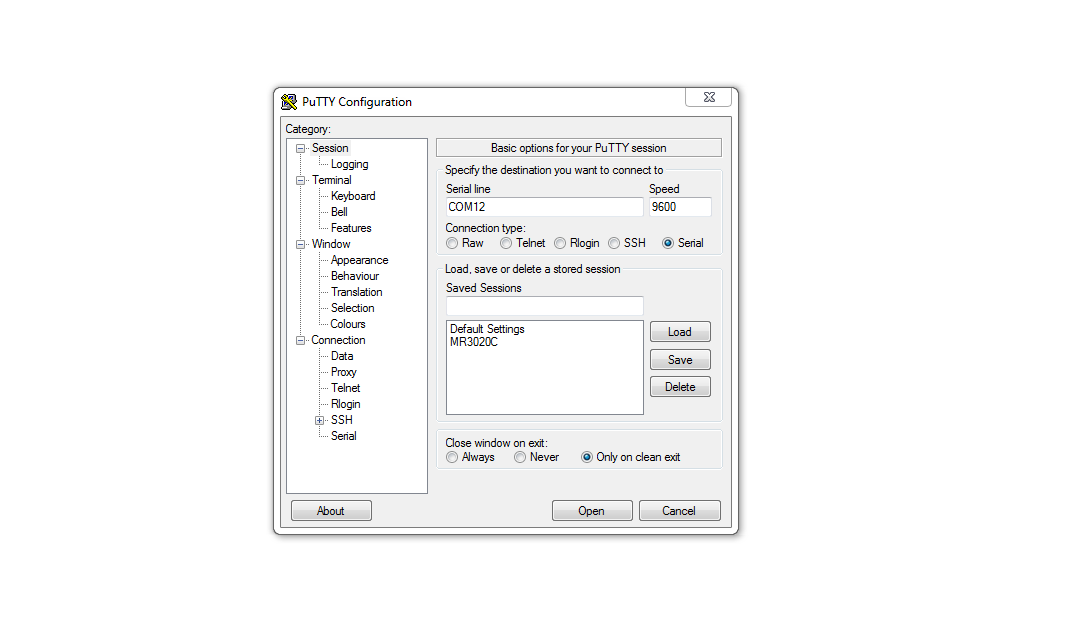 PuTTY Configuration
Category:
Session
Logging
Terminal
Keyboard
Bell
Features
Window
Appearance
Behaviour
Translation
Selection
Colours
Connection
Data
Proxy
Telnet
Rlogin
SSH
Serial
Basic options for your PuTTY session
Specify the destination you want to connect to
Serial line Speed
COM12 9600
Connection type:
Raw Telnet Rlogin SSH Serial
Load, save or delete a stored session
Saved Sessions
Default Settings
MR3020C
Load
Save
Delete
Close window on exit:
Always Never Only on clean exit
About Open Cancel